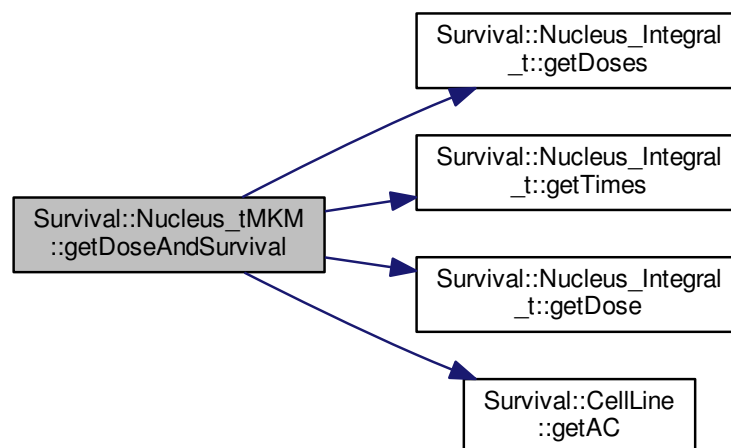 Survival::Nucleus_Integral
_t::getDoses
Survival::Nucleus_Integral
_t::getTimes
Survival::Nucleus_tMKM
::getDoseAndSurvival
Survival::Nucleus_Integral
_t::getDose
Survival::CellLine
::getAC